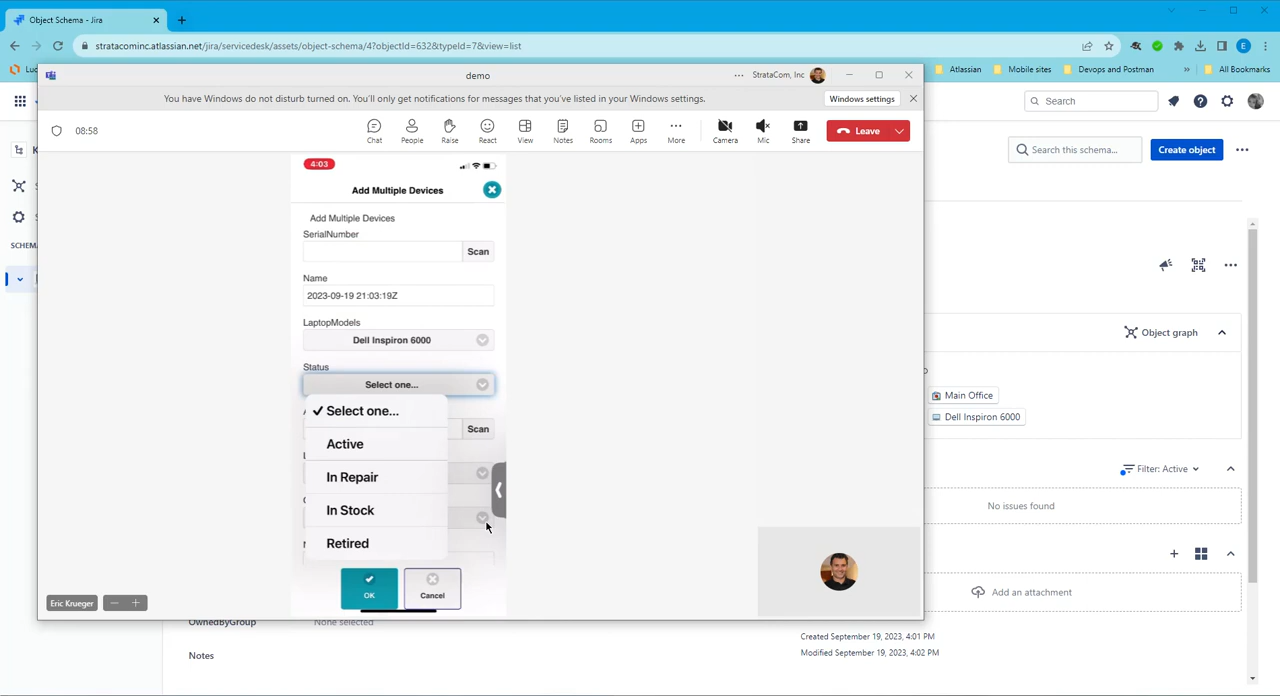 Object Schema - Jira
stratacominc.atlassian.net/jira/servicedesk/assets/object-schema/4?objectId=632&typeId=7&view=list
Atlassian
Mobile sites
Devops and Postman
»
All Bookmarks
E
demo
StrataCom, Inc
You have Windows do not disturb turned on. You'll only get notifications for messages that you've listed in your Windows settings.
Windows settings
08:58
Chat
People
Raise
React
View
Notes
Rooms
Apps
More
Camera
Mic
Share
Leave
Search
Search this schema...
Create object
4:03
Add Multiple Devices
Add Multiple Devices
SerialNumber
Scan
Name
2023-09-19 21:03:19Z
LaptopModels
Dell Inspiron 6000
Status
Select one...
Select one...
Active
In Repair
In Stock
Retired
Scan
OK
Cancel
Eric Krueger
SCHEM
Object graph
Main Office
Dell Inspiron 6000
Filter: Active
No issues found
Add an attachment
OwnedByGroup
None selected
Notes
Created September 19, 2023, 4:01 PM
Modified September 19, 2023, 4:02 PM